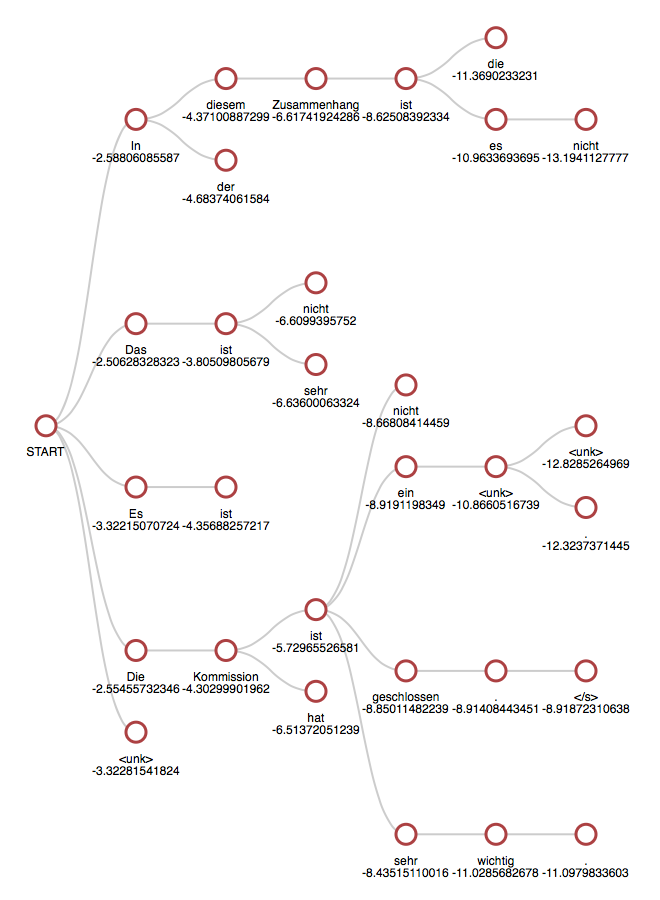 die
-11.3690233231
diesem
-4.37100887299
Zusammenhang
-6.61741924286
ist
-8.62508392334
In
-2.58806085587
es
-10.9633693695
nicht
-13.1941127777
der
-4.68374061584
nicht
-6.6099395752
Das
-2.50628328323
ist
-3.80509805679
sehr
-6.63600063324
nicht
-8.66808414459
START
<unk>
-12.8285264969
Es
-3.32215070724
ist
-4.35688257217
ein
-8.9191198349
<unk>
-10.8660516739
.
-12.3237371445
ist
-5.72965526581
Die
-2.55455732346
Kommission
-4.30299901962
geschlossen
-8.85011482239
.
-8.91408443451
</s>
-8.91872310638
hat
-6.51372051239
<unk>
-3.32281541824
sehr
-8.43515110016
wichtig
-11.0285682678
.
-11.0979833603